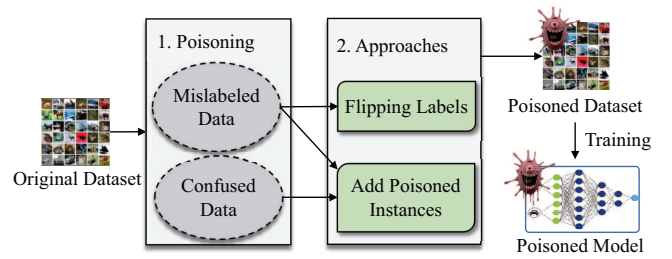 1. Poisoning
2. Approaches
Mislabeled
Data
Flipping Labels
Poisoned Dataset
Training
Original Dataset
Confused
Data
Add Poisoned
Instances
Poisoned Model